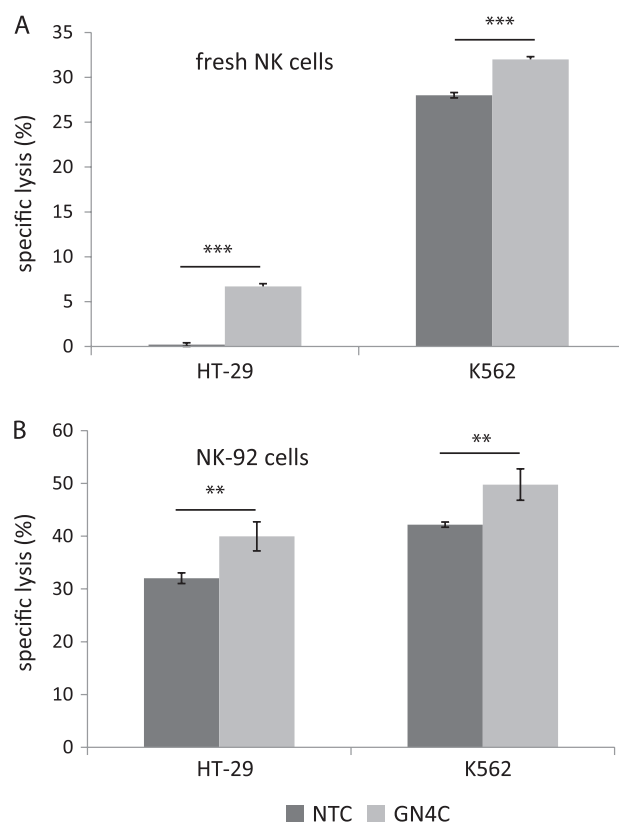 A
fresh NK cells
specific lysis (%)
35
30
25
20
15
10
5
0
***
***
HT-29
K562
B
NK-92 cells
specific lysis (%)
60
50
40
30
20
10
0
**
**
HT-29
K562
NTC
GN4C